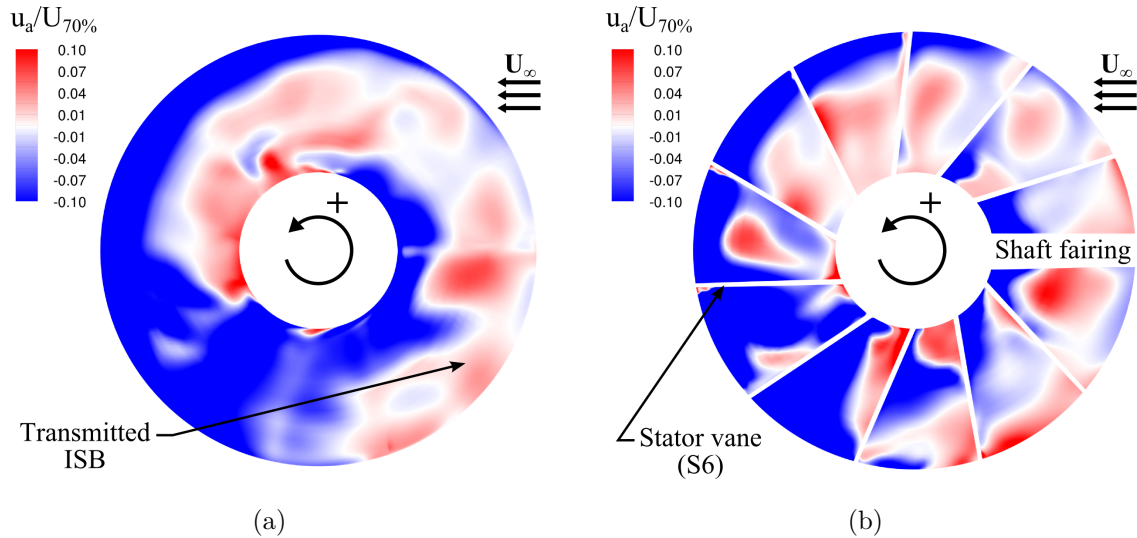 u_a/U_70%
0.10
0.07
0.04
0.01
-0.01
-0.04
-0.07
-0.10
U_∞
+
Transmitted
ISB
(a)
u_a/U_70%
0.10
0.07
0.04
0.01
-0.01
-0.04
-0.07
-0.10
U_∞
+
Shaft fairing
Stator vane
(S6)
(b)